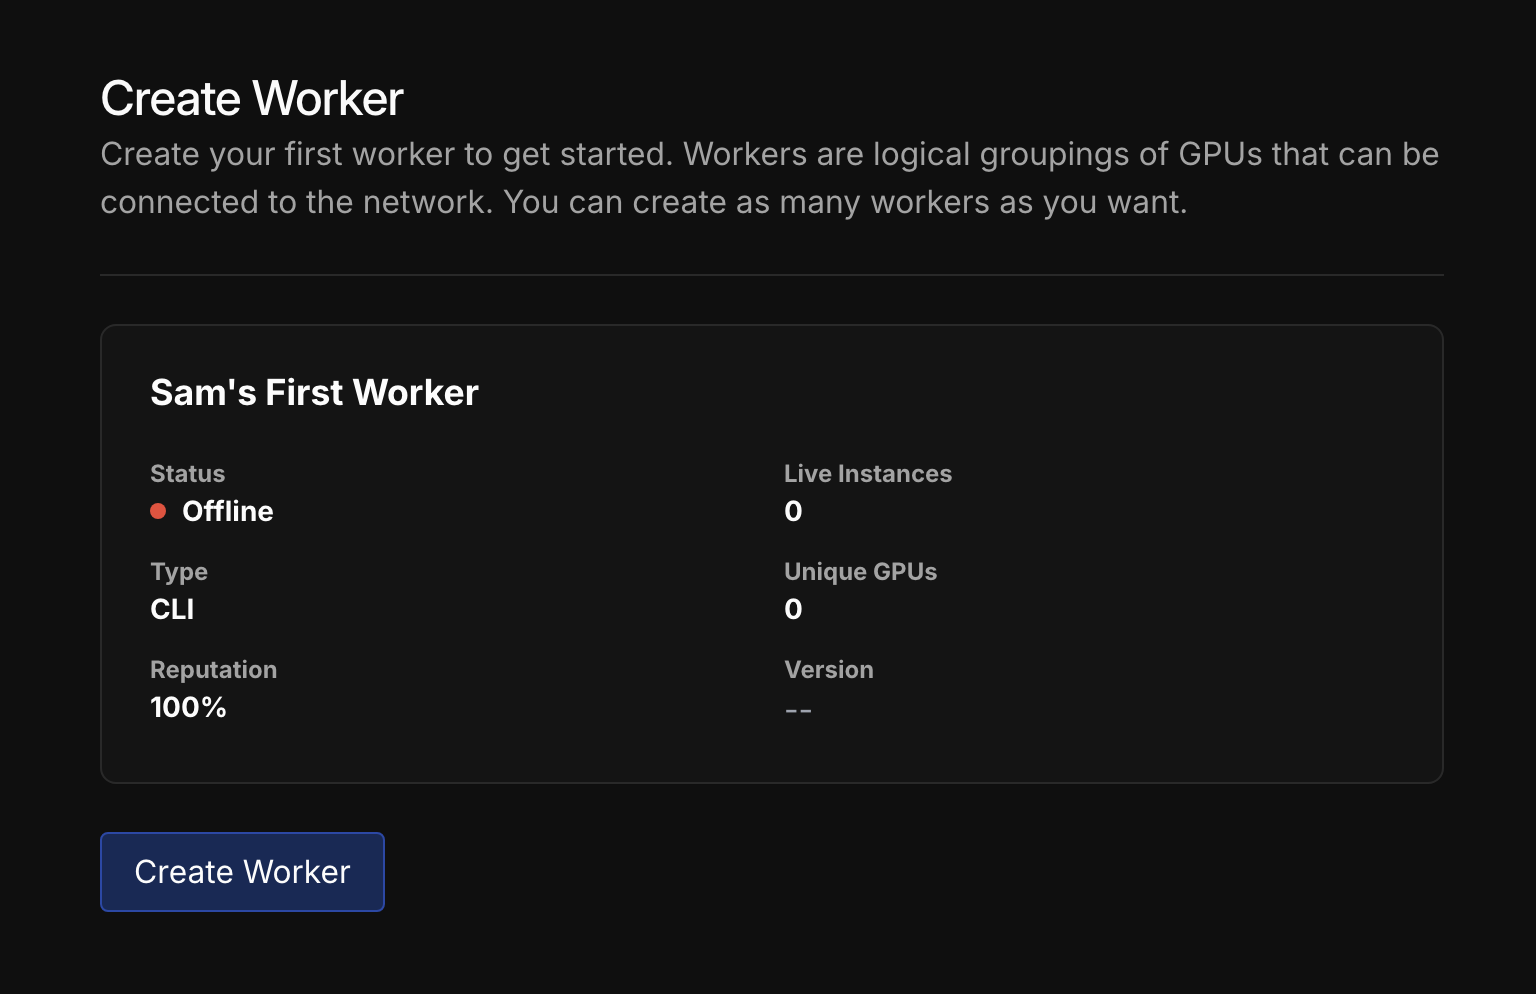 Create Worker
Create your first worker to get started. Workers are logical groupings of GPUs that can be
connected to the network. You can create as many workers as you want.
Sam's First Worker
Status
Offline
Live Instances
0
Type
CLI
Unique GPUs
0
Reputation
100%
Version
--
Create Worker